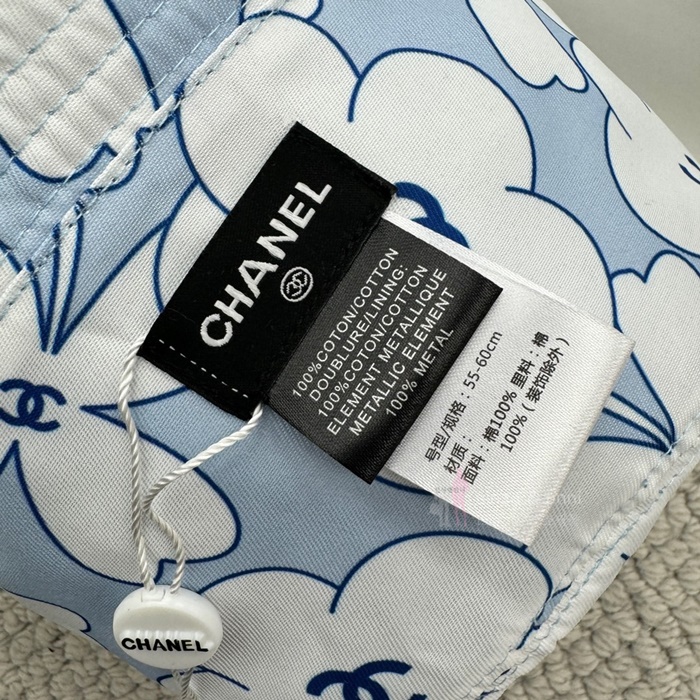 CHANEL
100%COTON/COTTON
DOUBLURE/LINING:
100%COTON/COTTON
ELEMENT METALLIQUE
METALLIC ELEMENT
100% METAL
号型/规格：55-60cm
材质：
面料：棉100% 里料：棉
100%（装饰除外）
CHANEL